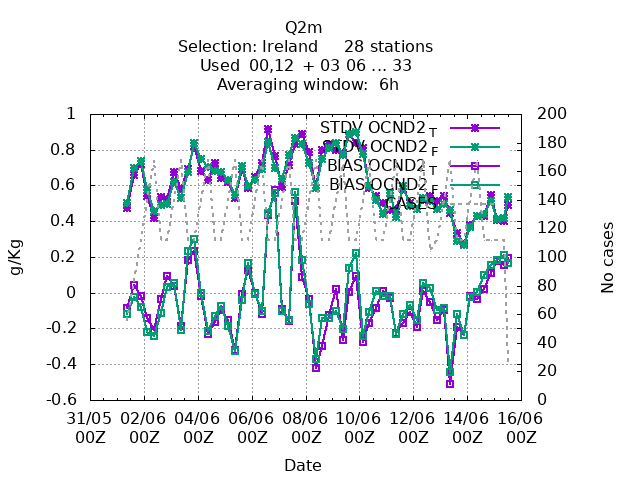 Q2m
Selection: Ireland 28 stations
Used 00,12 + 03 06 ... 33
Averaging window: 6h
STDV OCND2 T
STDV OCND2 F
BIAS OCND2 T
BIAS OCND2 F
CASES
1
0.8
0.6
0.4
0.2
0
-0.2
-0.4
-0.6
g/Kg
200
180
160
140
120
100
80
60
40
20
0
No cases
31/05 02/06 04/06 06/06 08/06 10/06 12/06 14/06 16/06
00Z 00Z 00Z 00Z 00Z 00Z 00Z 00Z 00Z
Date